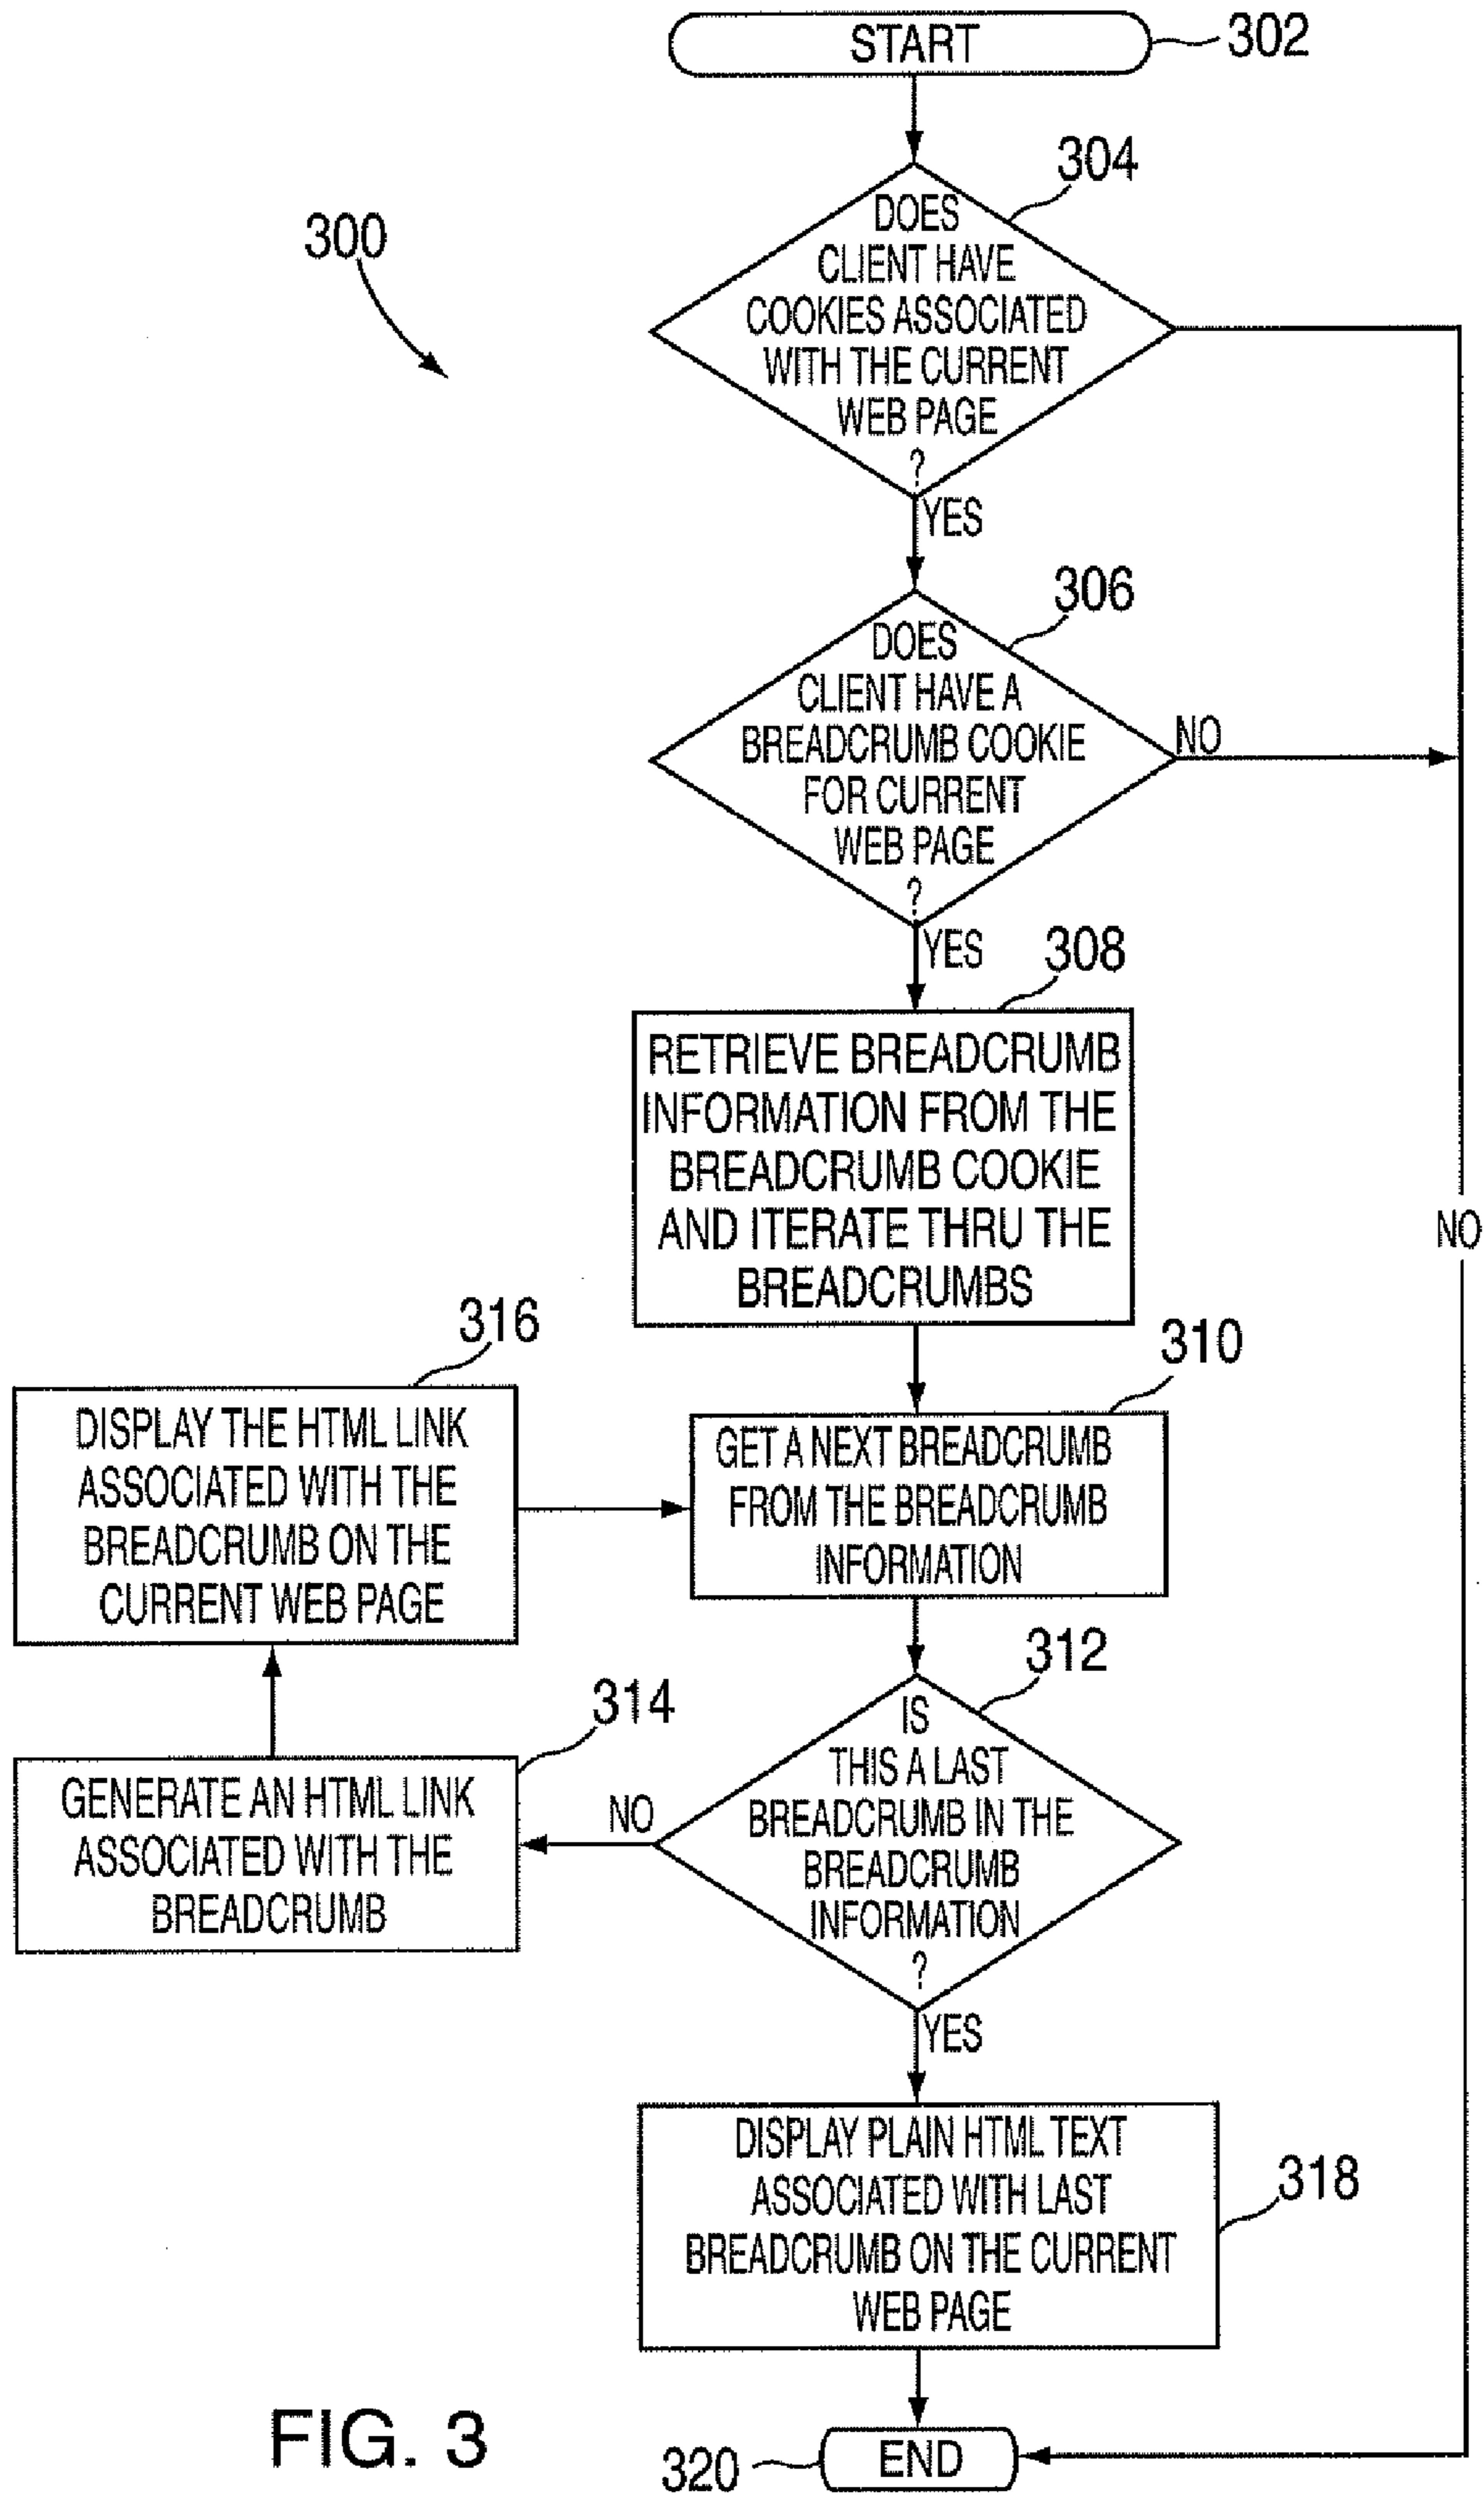 START
302
304
300
DOES
CLIENT HAVE
COOKIES ASSOCIATED
WITH THE CURRENT
WEB PAGE
?
YES
306
DOES
CLIENT HAVE A
BREADCRUMB COOKIE
FOR CURRENT
WEB PAGE
?
NO
YES
308
RETRIEVE BREADCRUMB
INFORMATION FROM THE
BREADCRUMB COOKIE
AND ITERATE THRU THE
BREADCRUMBS
NO
316
310
DISPLAY THE HTML LINK
ASSOCIATED WITH THE
BREADCRUMB ON THE
CURRENT WEB PAGE
GET A NEXT BREADCRUMB
FROM THE BREADCRUMB
INFORMATION
312
314
IS
THIS A LAST
BREADCRUMB IN THE
BREADCRUMB
INFORMATION
?
NO
GENERATE AN HTML LINK
ASSOCIATED WITH THE
BREADCRUMB
YES
DISPLAY PLAIN HTML TEXT
ASSOCIATED WITH LAST
BREADCRUMB ON THE CURRENT
WEB PAGE
318
FIG. 3
320
END